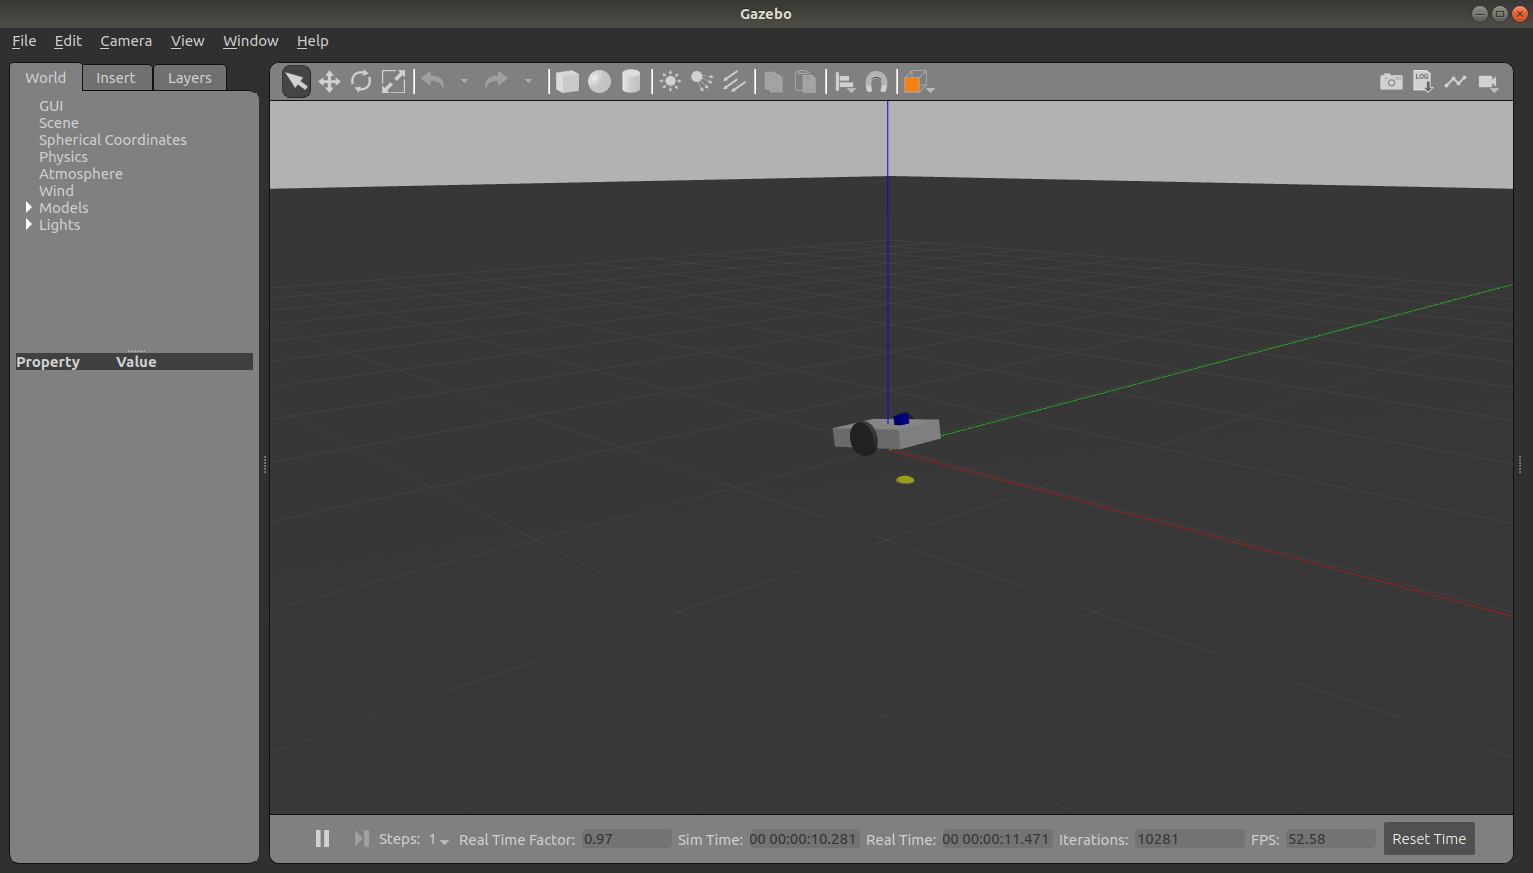 Gazebo
File Edit Camera View Window Help
World Insert Layers
LOG
GUI
Scene
Spherical Coordinates
Physics
Atmosphere
Wind
Models
Lights
Property Value
Steps: 1 Real Time Factor: 0.97 Sim Time: 00 00:00:10.281 Real Time: 00 00:00:11.471 Iterations: 10281 FPS: 52.58 Reset Time